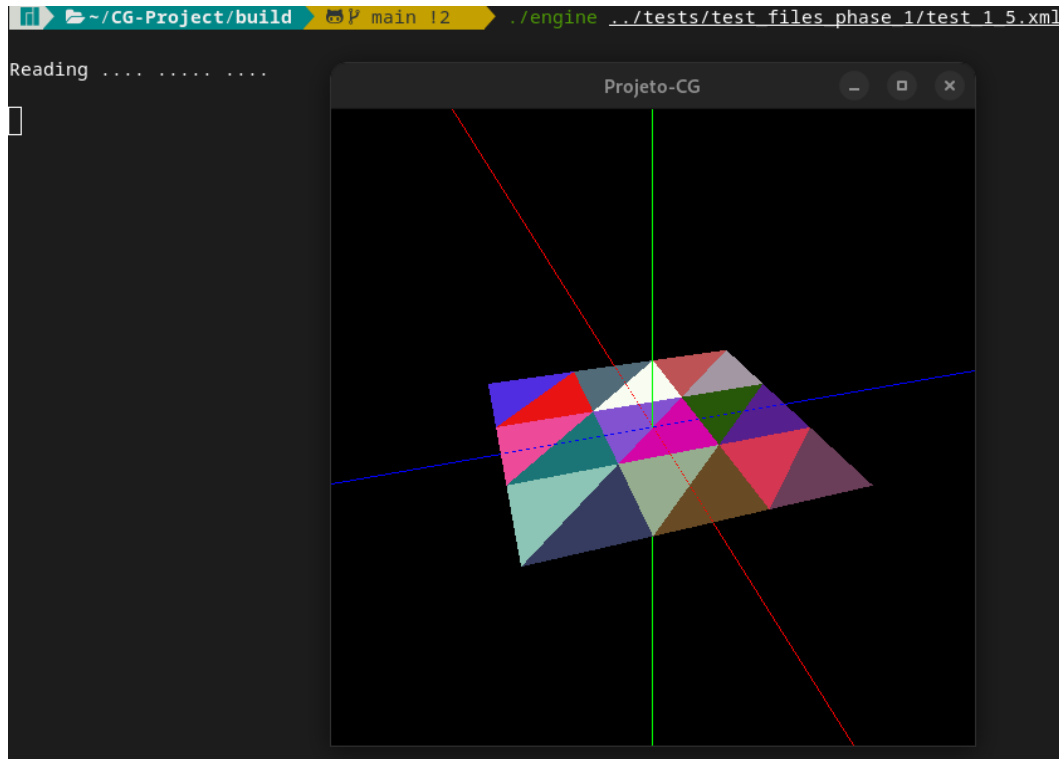 ~/CG-Project/build main !2 ./engine ../tests/test_files_phase_1/test_1_5.xml
Reading .... ..... ....
Projeto-CG